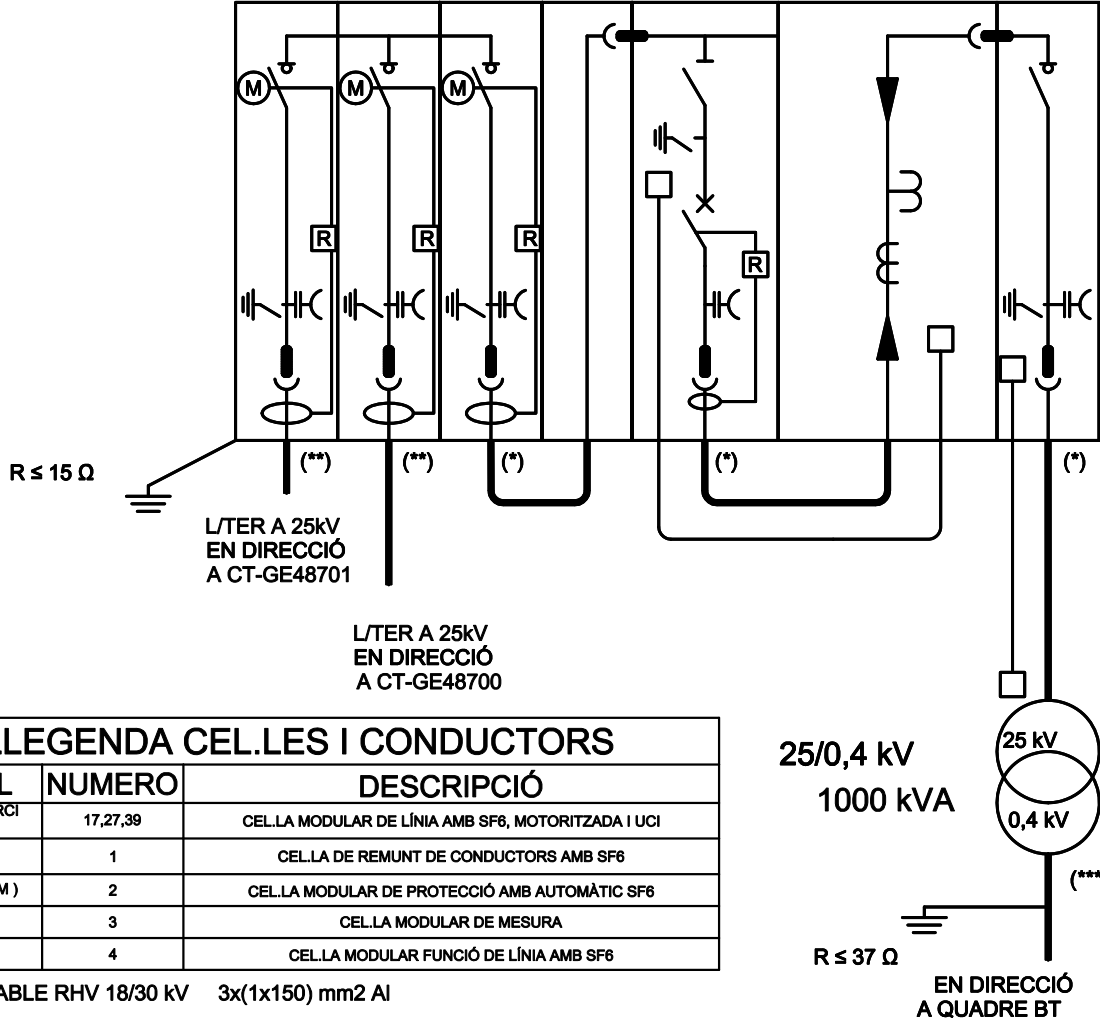 M
M
M
R
R
R
R
R ≤ 15 Ω
(**)
(**)
(*)
(*)
(*)
L/TER A 25kV
EN DIRECCIÓ
A CT-GE48701
L/TER A 25kV
EN DIRECCIÓ
A CT-GE48700
LLEGENDA CEL.LES I CONDUCTORS
L NUMERO DESCRIPCIÓ
RCI 17,27,39 CEL.LA MODULAR DE LÍNIA AMB SF6, MOTORITZADA I UCI
1 CEL.LA DE REMUNT DE CONDUCTORS AMB SF6
M ) 2 CEL.LA MODULAR DE PROTECCIÓ AMB AUTOMÀTIC SF6
3 CEL.LA MODULAR DE MESURA
4 CEL.LA MODULAR FUNCIÓ DE LÍNIA AMB SF6
ABLE RHV 18/30 kV 3x(1x150) mm2 Al
25/0,4 kV
1000 kVA
25 kV
0,4 kV
(***
R ≤ 37 Ω
EN DIRECCIÓ
A QUADRE BT